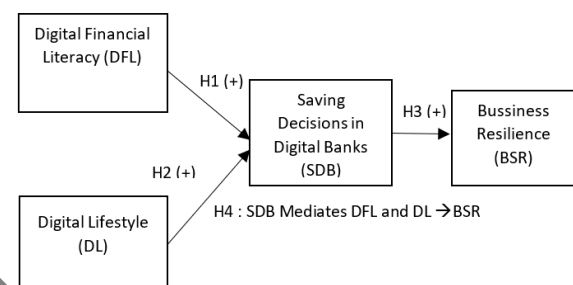 Digital Financial
Literacy (DFL)
H1 (+)
Saving
Decisions in
Digital Banks
(SDB)
H3 (+)
Bussiness
Resilience
(BSR)
H2 (+)
Digital Lifestyle
(DL)
H4 : SDB Mediates DFL and DL →BSR